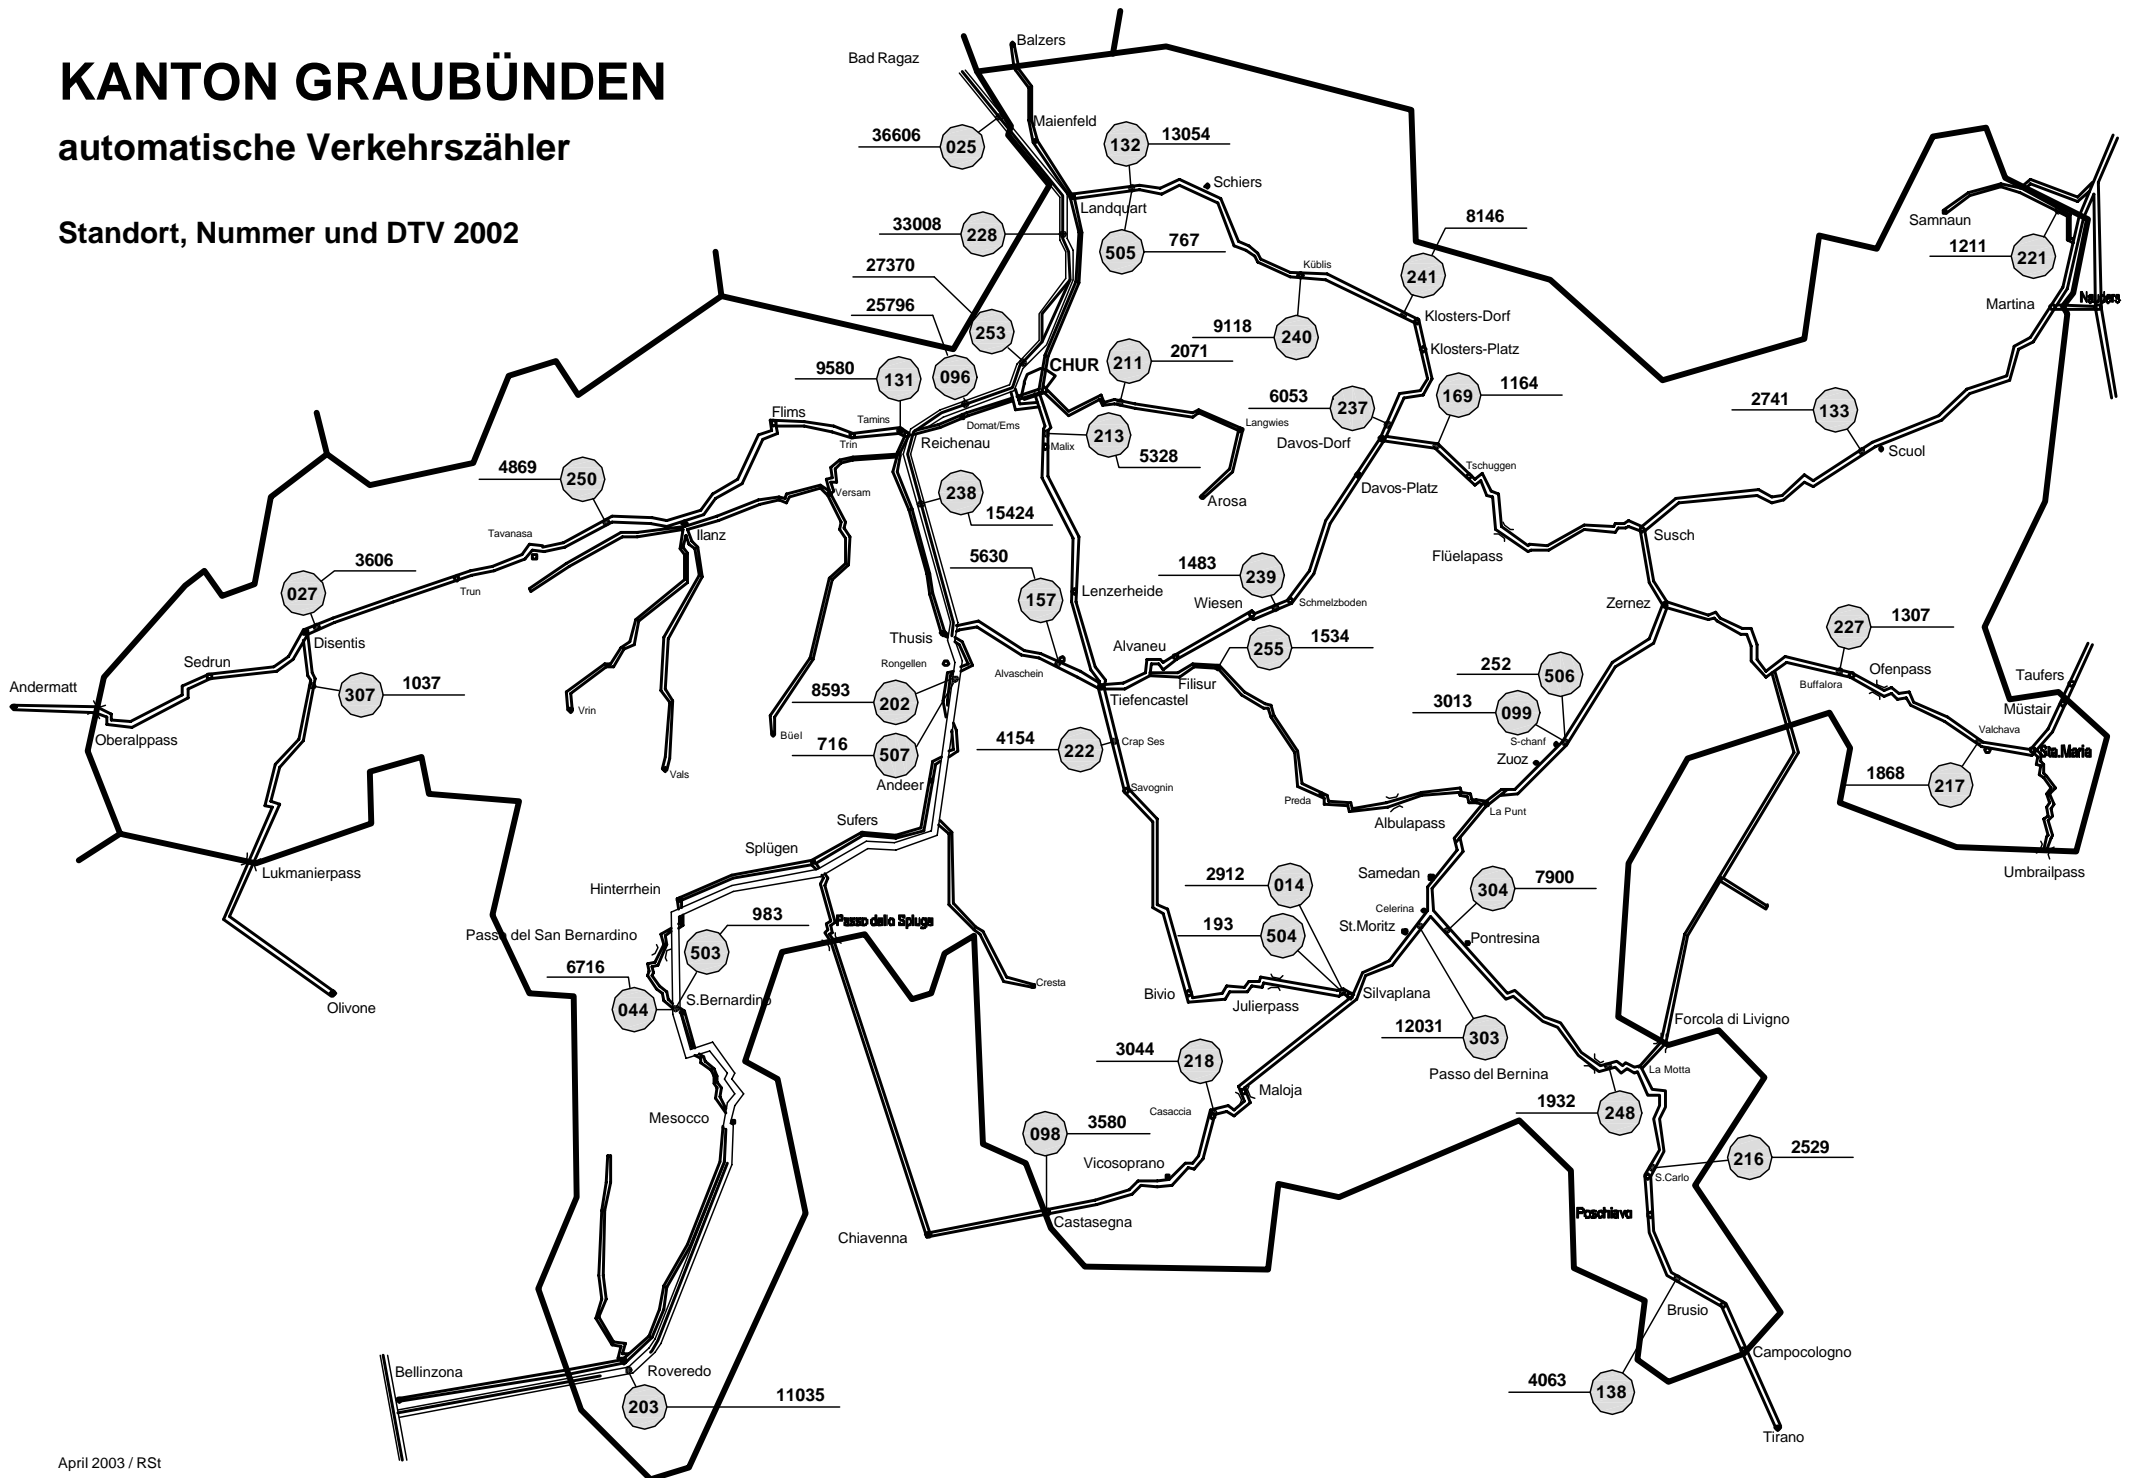 KANTON GRAUBÜNDEN
automatische Verkehrszähler
Standort, Nummer und DTV 2002
Bad Ragaz
Balzers
Maienfeld
36606
025
132
13054
Schiers
Landquart
33008
228
505
767
8146
241
Samnaun
1211
221
27370
25796
253
Küblis
Martina
Nauders
9118
240
Klosters-Dorf
Klosters-Platz
9580
131
096
CHUR
211
2071
6053
237
169
1164
2741
133
Flims
Tamins
Trin
Domat/Ems
Reichenau
213
Malix
5328
Langwies
Davos-Dorf
Scuol
4869
250
Versam
238
15424
Arosa
Davos-Platz
Tschuggen
Tavanasa
Ilanz
Flüelapass
Susch
3606
027
Trun
5630
157
Lenzerheide
1483
239
Wiesen
Schmelzboden
Zernez
Disentis
Thusis
Alvaneu
255
1534
227
1307
Sedrun
Rongellen
Alvaschein
Filisur
252
506
Ofenpass
Buffalora
Taufers
Andermatt
307
1037
8593
202
Tiefencastel
3013
099
Müstair
Oberalppass
Vrin
Büel
716
507
4154
222
Crap Ses
S-chanf
Zuoz
Valchava
Sta.Maria
Vals
Andeer
Savognin
1868
217
Preda
Albulapass
La Punt
Sufers
Splügen
Lukmanierpass
Umbrailpass
Hinterrhein
2912
014
Samedan
304
7900
983
Passo dello Spluga
Celerina
193
504
St.Moritz
Pontresina
Passo del San Bernardino
503
6716
044
S.Bernardino
Cresta
Bivio
Julierpass
Silvaplana
Olivone
12031
303
Forcola di Livigno
3044
218
Passo del Bernina
La Motta
Maloja
Mesocco
098
3580
Casaccia
1932
248
Vicosoprano
216
2529
S.Carlo
Castasegna
Poschiavo
Chiavenna
Brusio
Bellinzona
Roveredo
Campocologno
203
11035
4063
138
Tirano
April 2003 / RSt